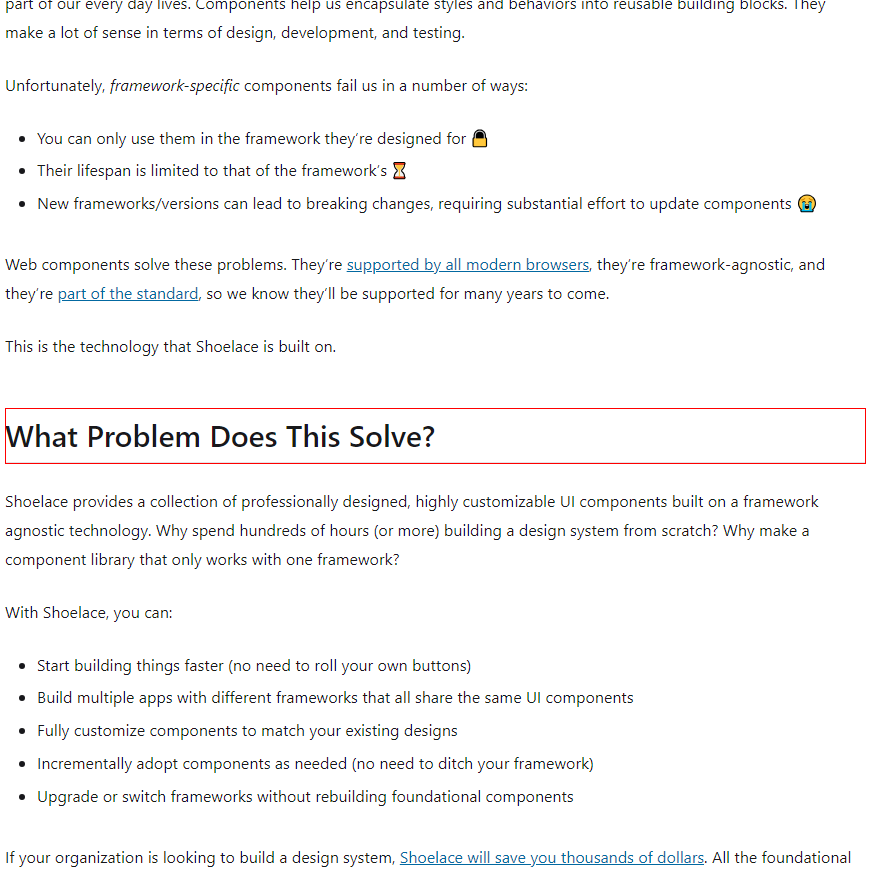 part of our every day lives. Components help us encapsulate styles and behaviors into reusable building blocks. They
make a lot of sense in terms of design, development, and testing.
Unfortunately, framework-specific components fail us in a number of ways:
• You can only use them in the framework they’re designed for 🔒
• Their lifespan is limited to that of the framework’s ⏳
• New frameworks/versions can lead to breaking changes, requiring substantial effort to update components 😭
Web components solve these problems. They’re supported by all modern browsers, they’re framework-agnostic, and
they’re part of the standard, so we know they’ll be supported for many years to come.
This is the technology that Shoelace is built on.
What Problem Does This Solve?
Shoelace provides a collection of professionally designed, highly customizable UI components built on a framework
agnostic technology. Why spend hundreds of hours (or more) building a design system from scratch? Why make a
component library that only works with one framework?
With Shoelace, you can:
• Start building things faster (no need to roll your own buttons)
• Build multiple apps with different frameworks that all share the same UI components
• Fully customize components to match your existing designs
• Incrementally adopt components as needed (no need to ditch your framework)
• Upgrade or switch frameworks without rebuilding foundational components
If your organization is looking to build a design system, Shoelace will save you thousands of dollars. All the foundational